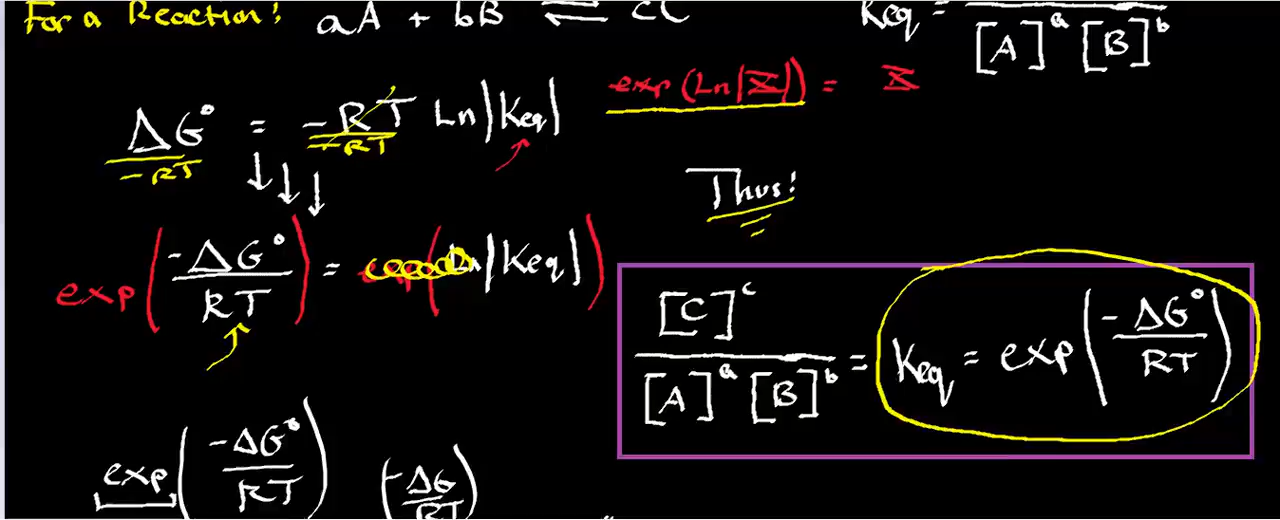 For a Reaction: aA + bB ⇌ cC
Keq = / [A]^a [B]^b
ΔG° / -RT = -RT / -RT Ln|Keq|
exp(Ln|X|) = X
Thus:
exp(-ΔG° / RT) = exp(Ln|Keq|)
[C]^c / [A]^a [B]^b = Keq = exp(-ΔG° / RT)
exp(-ΔG° / RT) (-ΔG / RT)